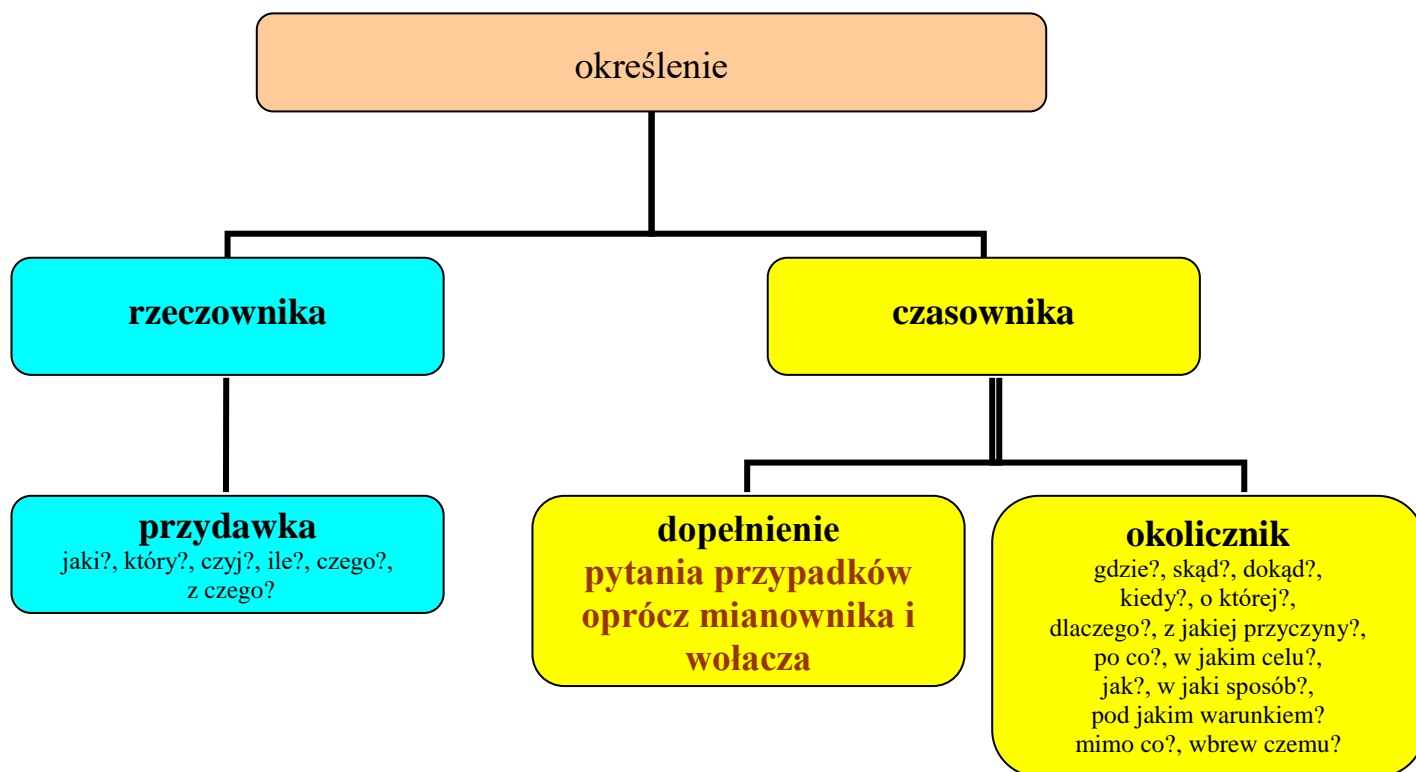 określenie
rzeczownika
czasownika
przydawka
jaki?, który?, czyj?, ile?, czego?,
z czego?
dopełnienie
pytania przypadków
oprócz mianownika i
wołacza
okolicznik
gdzie?, skąd?, dokąd?,
kiedy?, o której?,
dlaczego?, z jakiej przyczyny?,
po co?, w jakim celu?,
jak?, w jaki sposób?,
pod jakim warunkiem?
mimo co?, wbrew czemu?